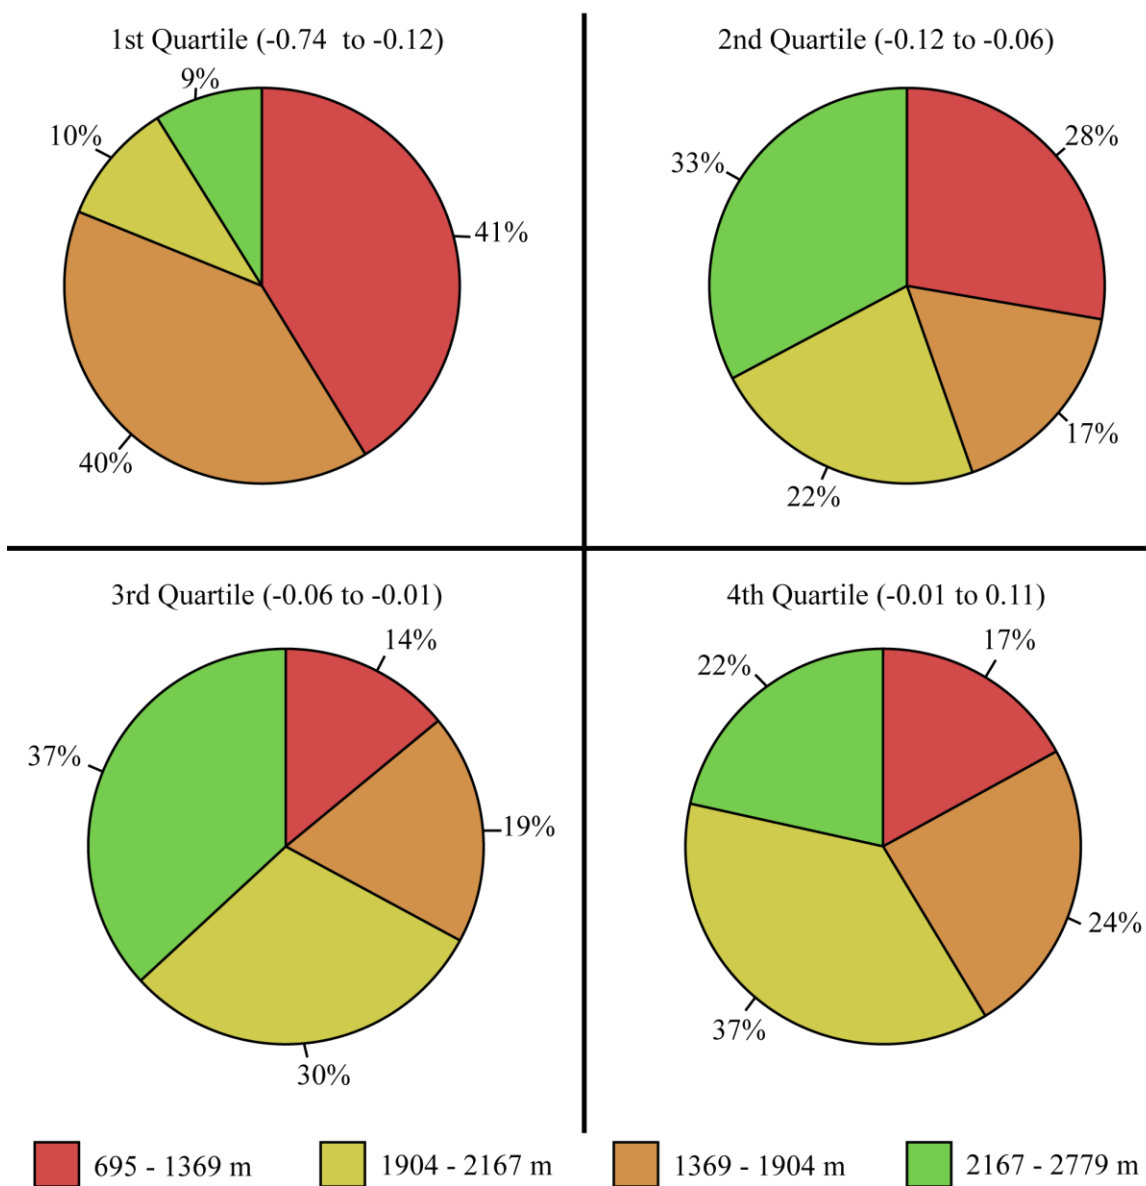 1st Quartile (-0.74 to -0.12)
9%
10%
41%
40%
2nd Quartile (-0.12 to -0.06)
28%
33%
17%
22%
3rd Quartile (-0.06 to -0.01)
14%
37%
19%
30%
4th Quartile (-0.01 to 0.11)
17%
22%
24%
37%
695 - 1369 m
1904 - 2167 m
1369 - 1904 m
2167 - 2779 m